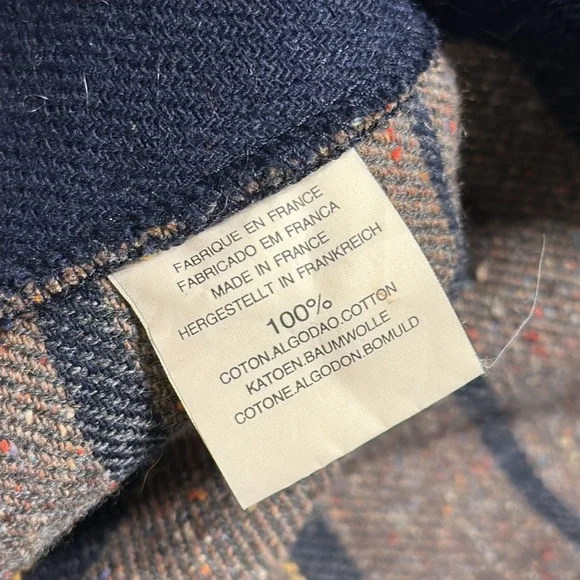 FABRIQUE EN FRANCE
FABRICADO EM FRANCA
MADE IN FRANCE
HERGESTELLT IN FRANKREICH
100%
COTON.ALGODAO.COTTON
KATOEN.BAUMWOLLE
COTONE.ALGODON.BOMULD